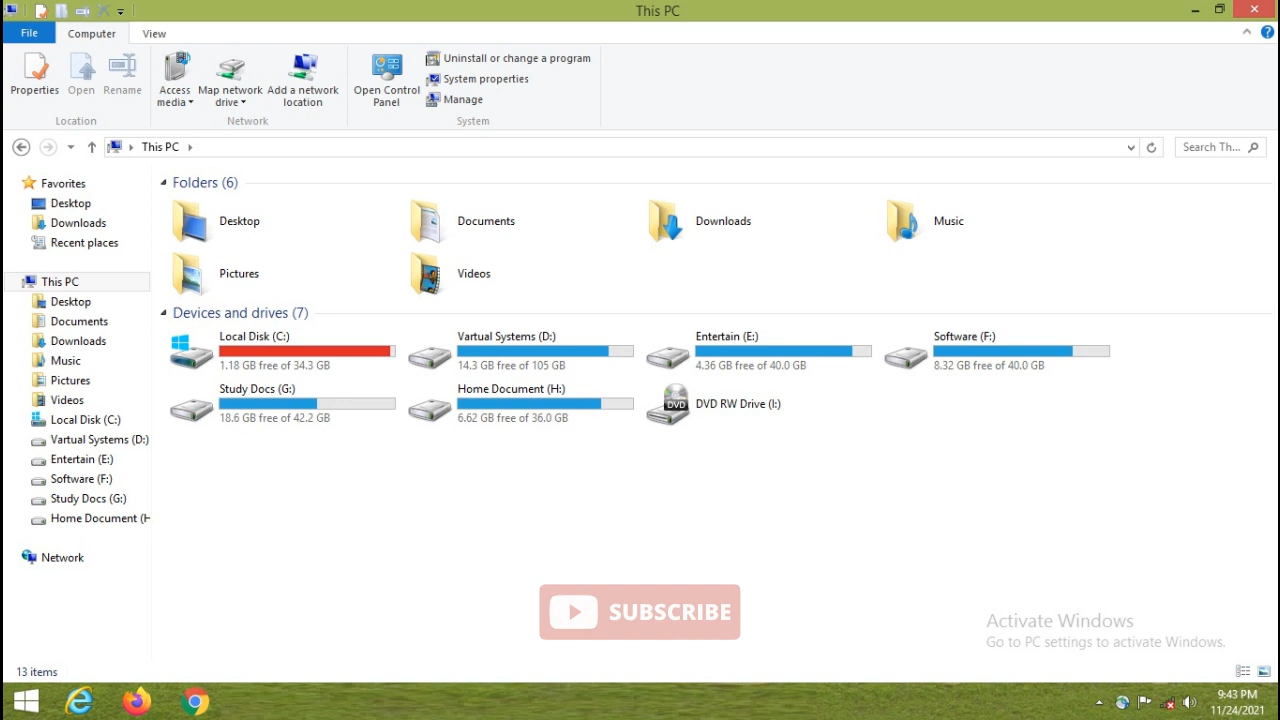 This PC
File
Computer
View
Properties
Open
Rename
Location
Access media
Map network drive
Add a network location
Network
Open Control Panel
Uninstall or change a program
System properties
Manage
System
This PC
Search Th...
Favorites
Desktop
Downloads
Recent places
This PC
Desktop
Documents
Downloads
Music
Pictures
Videos
Local Disk (C:)
Vartual Systems (D:)
Entertain (E:)
Software (F:)
Study Docs (G:)
Home Document (H
Network
Folders (6)
Desktop
Documents
Downloads
Music
Pictures
Videos
Devices and drives (7)
Local Disk (C:)
1.18 GB free of 34.3 GB
Vartual Systems (D:)
14.3 GB free of 105 GB
Entertain (E:)
4.36 GB free of 40.0 GB
Software (F:)
8.32 GB free of 40.0 GB
Study Docs (G:)
18.6 GB free of 42.2 GB
Home Document (H:)
6.62 GB free of 36.0 GB
DVD
DVD RW Drive (I:)
SUBSCRIBE
Activate Windows
Go to PC settings to activate Windows.
13 items
9:43 PM
11/24/2021